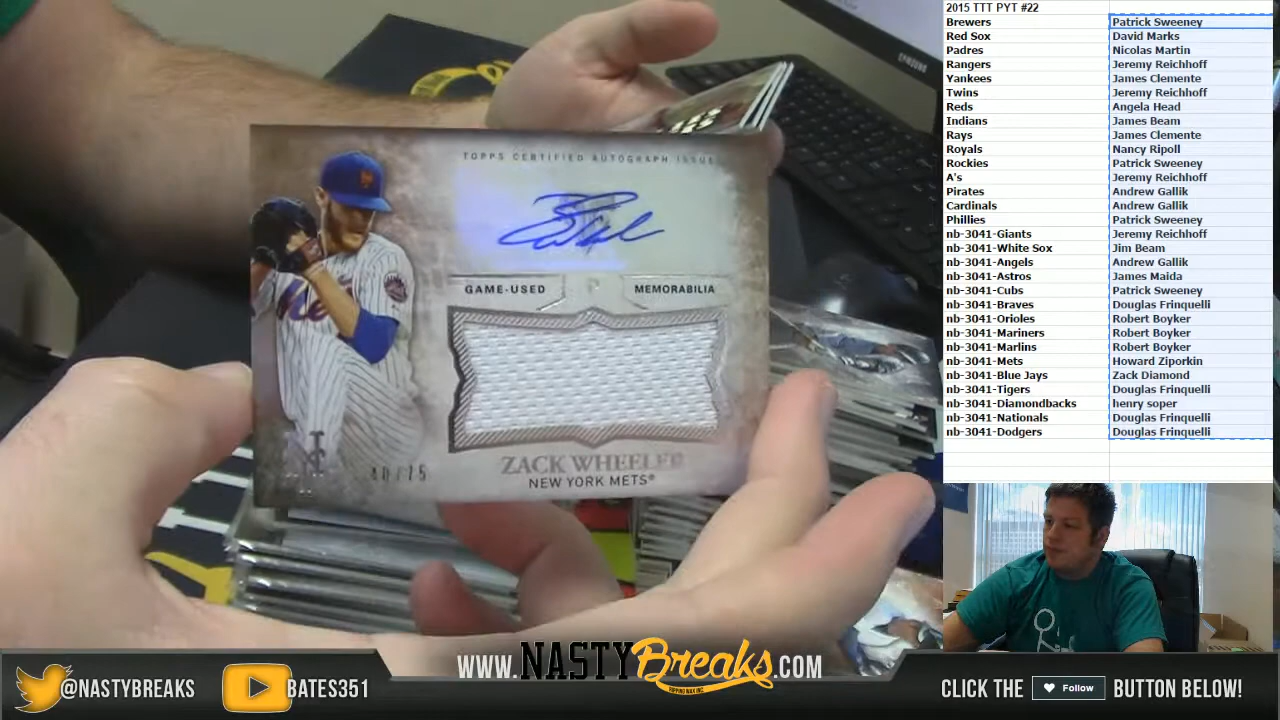 2015 TTT PYT #22
Brewers Patrick Sweeney
Red Sox David Marks
Padres Nicolas Martin
Rangers Jeremy Reichhoff
Yankees James Clemente
Twins Jeremy Reichhoff
Reds Angela Head
Indians James Beam
Rays James Clemente
Royals Nancy Ripoll
Rockies Patrick Sweeney
A's Jeremy Reichhoff
Pirates Andrew Gallik
Cardinals Andrew Gallik
Phillies Patrick Sweeney
nb-3041-Giants Jeremy Reichhoff
nb-3041-White Sox Jim Beam
nb-3041-Angels Andrew Gallik
nb-3041-Astros James Maida
nb-3041-Cubs Patrick Sweeney
nb-3041-Braves Douglas Frinquelli
nb-3041-Orioles Robert Boyker
nb-3041-Mariners Robert Boyker
nb-3041-Marlins Robert Boyker
nb-3041-Mets Howard Ziporkin
nb-3041-Blue Jays Zack Diamond
nb-3041-Tigers Douglas Frinquelli
nb-3041-Diamondbacks henry soper
nb-3041-Nationals Douglas Frinquelli
nb-3041-Dodgers Douglas Frinquelli
SAMSUNG
TOPPS CERTIFIED AUTOGRAPH ISSUE
GAME-USED MEMORABILIA
ZACK WHEELER
NEW YORK METS®
40/75
WWW.NASTYBreaks.COM
@NASTYBREAKS
BATES351
CLICK THE Follow BUTTON BELOW!